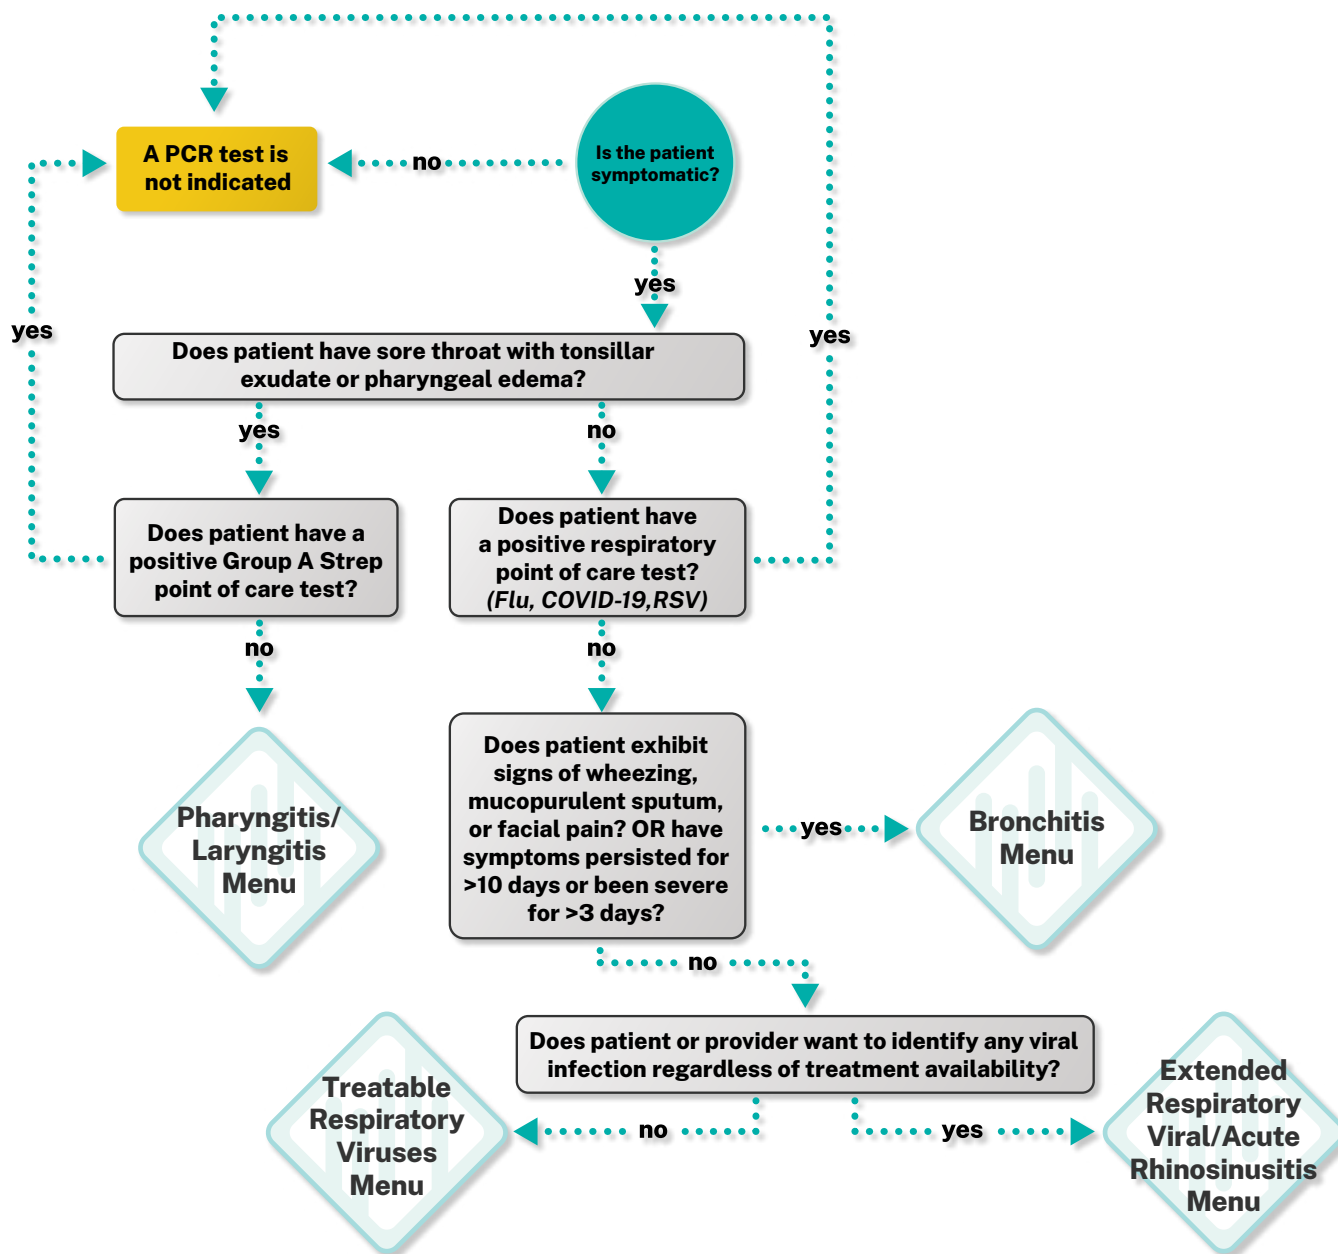 A PCR test is
not indicated
no
Is the patient
symptomatic?
yes
yes
yes
Does patient have sore throat with tonsillar
exudate or pharyngeal edema?
yes
no
Does patient have a
positive Group A Strep
point of care test?
Does patient have
a positive respiratory
point of care test?
(Flu, COVID-19,RSV)
no
no
Pharyngitis/
Laryngitis
Menu
Does patient exhibit
signs of wheezing,
mucopurulent sputum,
or facial pain? OR have
symptoms persisted for
>10 days or been severe
for >3 days?
yes
Bronchitis
Menu
no
Does patient or provider want to identify any viral
infection regardless of treatment availability?
Treatable
Respiratory
Viruses
Menu
no
yes
Extended
Respiratory
Viral/Acute
Rhinosinusitis
Menu